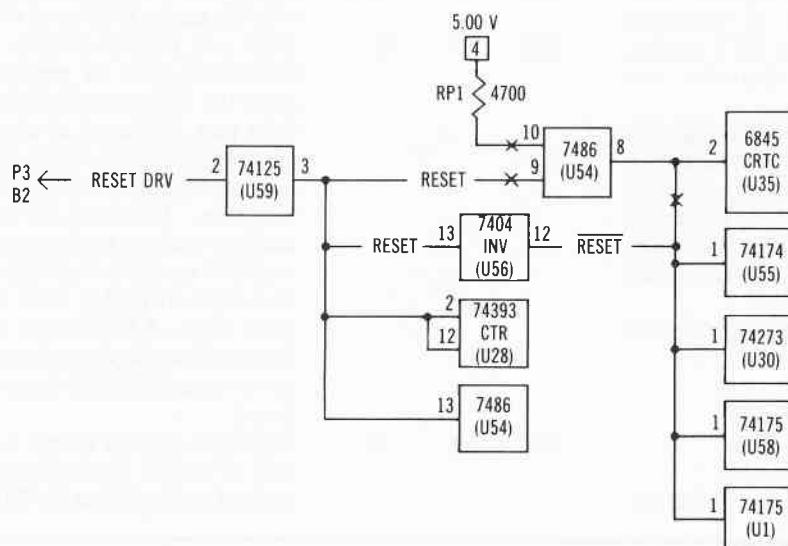 5.00 V
4
RP1 4700
10
9
7486
(U54)
8
2
6845
CRTC
(U35)
P3
B2
RESET DRV
2
74125
(U59)
3
RESET
RESET
13
7404
INV
(U56)
12
RESET
1
74174
(U55)
2
12
74393
CTR
(U28)
1
74273
(U30)
13
7486
(U54)
1
74175
(U58)
1
74175
(U1)